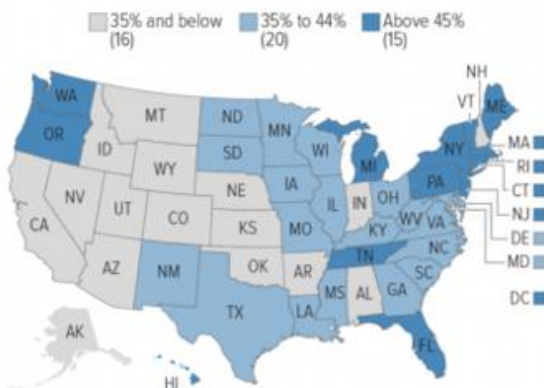 35% and below
(16)
35% to 44%
(20)
Above 45%
(15)
NH
VT
ME
WA
MT
ND
MN
OR
ID
SD
WI
MI
NY
MA
RI
WY
CT
IA
PA
NJ
NE
NV
IL
IN
OH
DE
UT
CO
WV
VA
MD
CA
KS
MO
KY
NC
DC
TN
OK
AR
SC
AZ
NM
MS
AL
GA
TX
LA
AK
FL
HI